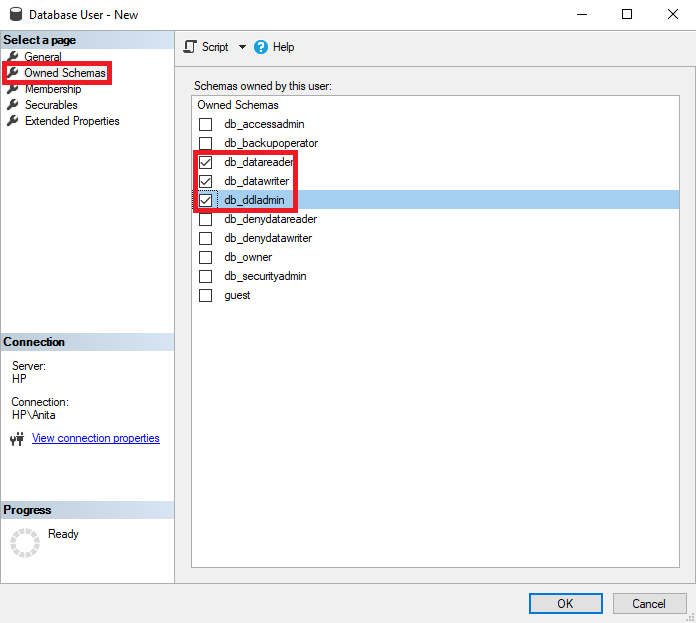 Database User - New
Select a page
General
Owned Schemas
Membership
Securables
Extended Properties
Script
Help
Schemas owned by this user:
Owned Schemas
db_accessadmin
db_backupoperator
db_datareader
db_datawriter
db_ddladmin
db_denydatareader
db_denydatawriter
db_owner
db_securityadmin
guest
Connection
Server:
HP
Connection:
HP\Anita
View connection properties
Progress
Ready
OK
Cancel